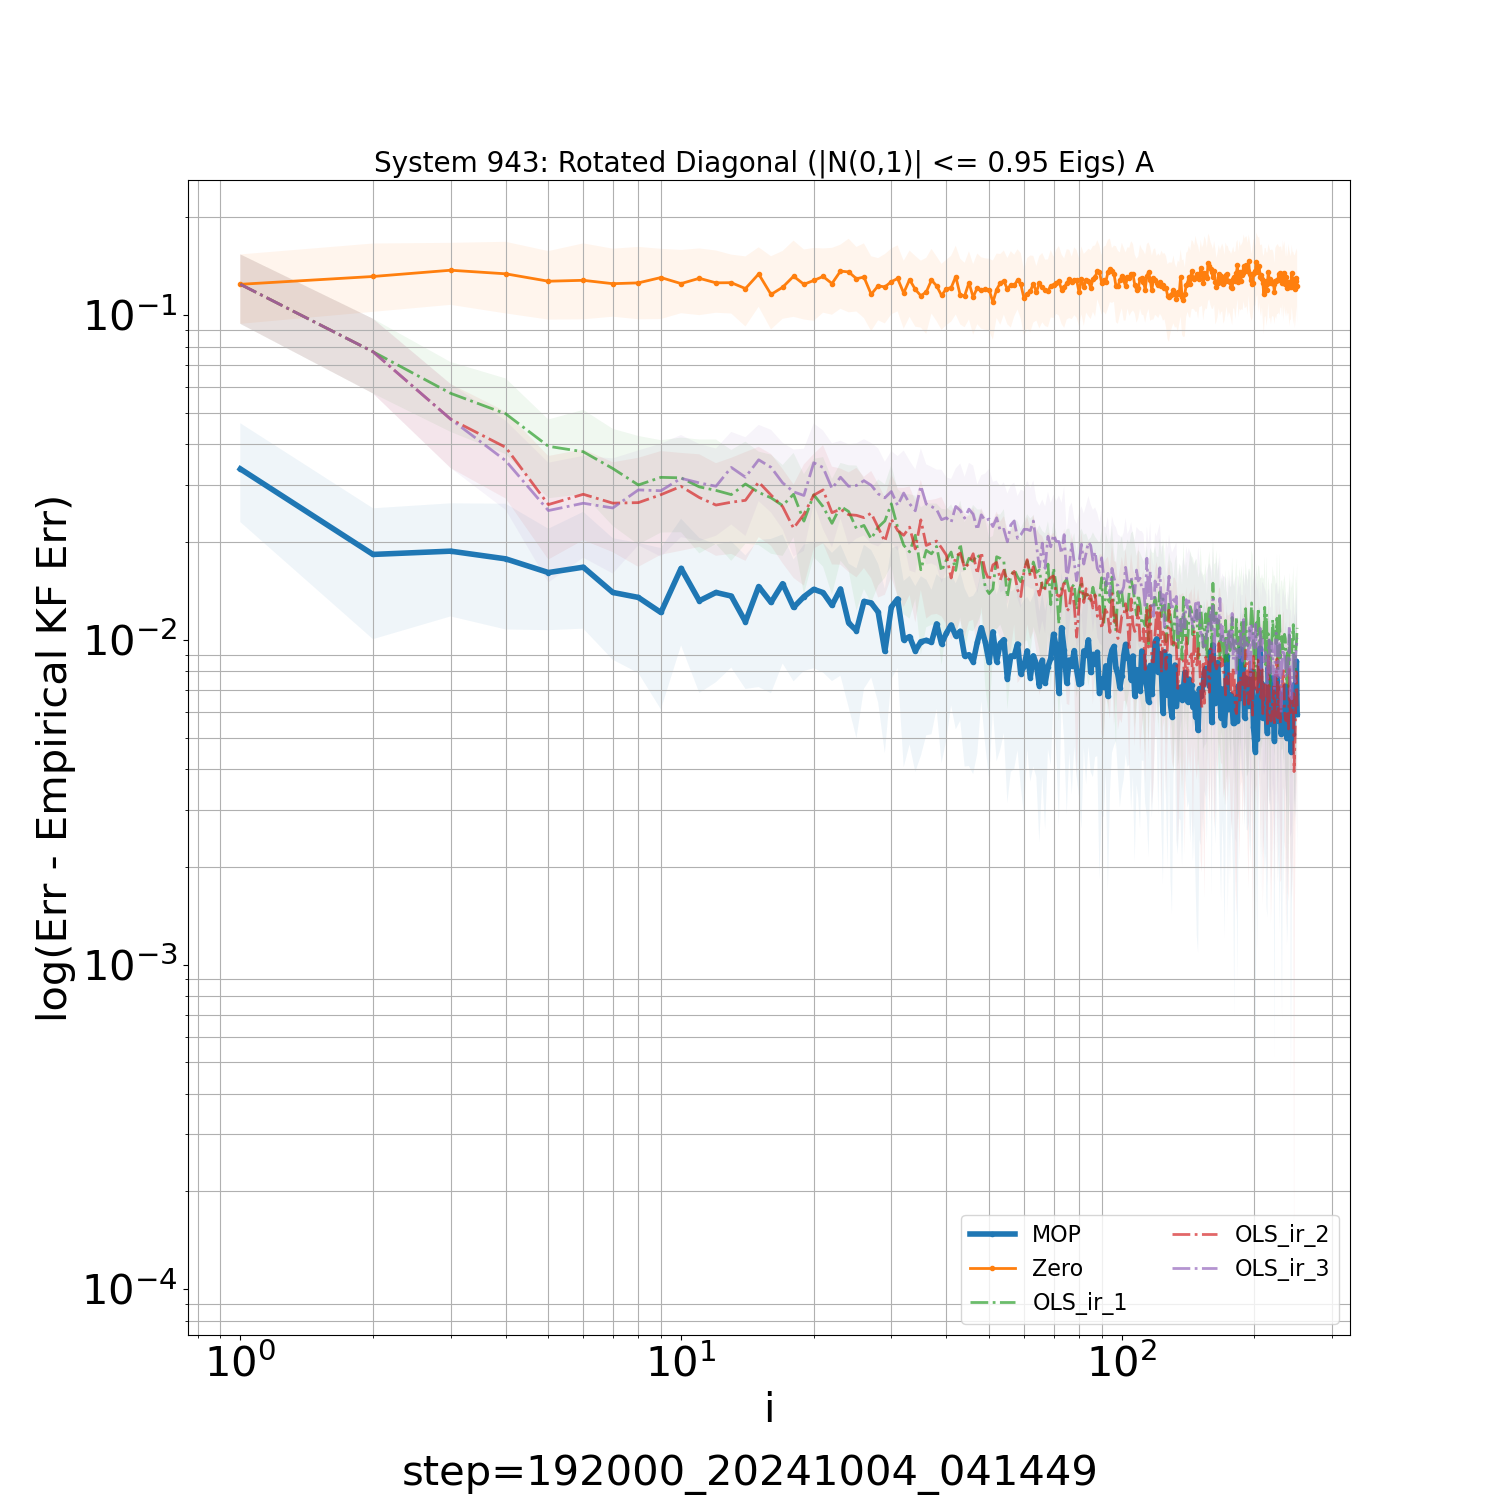 System 943: Rotated Diagonal (|N(0,1)| <= 0.95 Eigs) A
log(Err - Empirical KF Err)
10⁻¹
10⁻²
10⁻³
10⁻⁴
10⁰
10¹
10²
i
MOP
Zero
OLS_ir_1
OLS_ir_2
OLS_ir_3
step=192000_20241004_041449